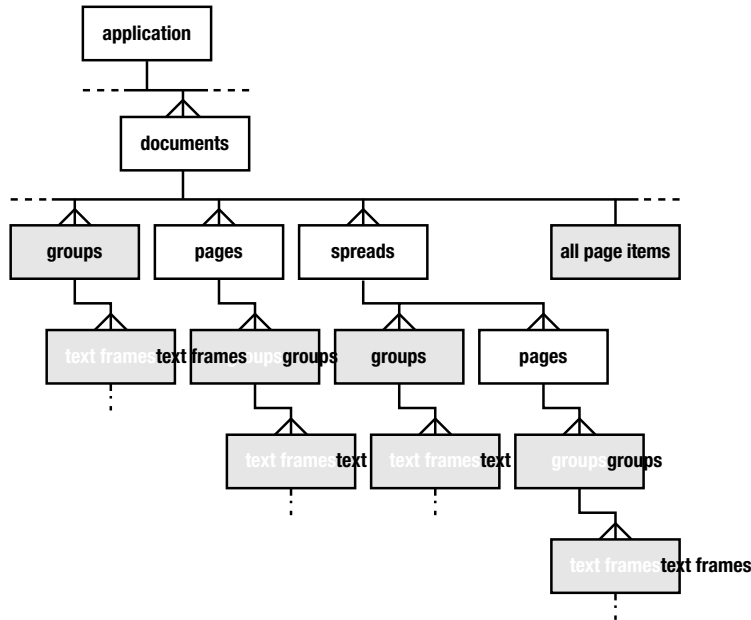 application
documents
groups
pages
spreads
all page items
text frames text frames
groups groups
groups
pages
text frames text
text frames text
groups groups
text frames text frames